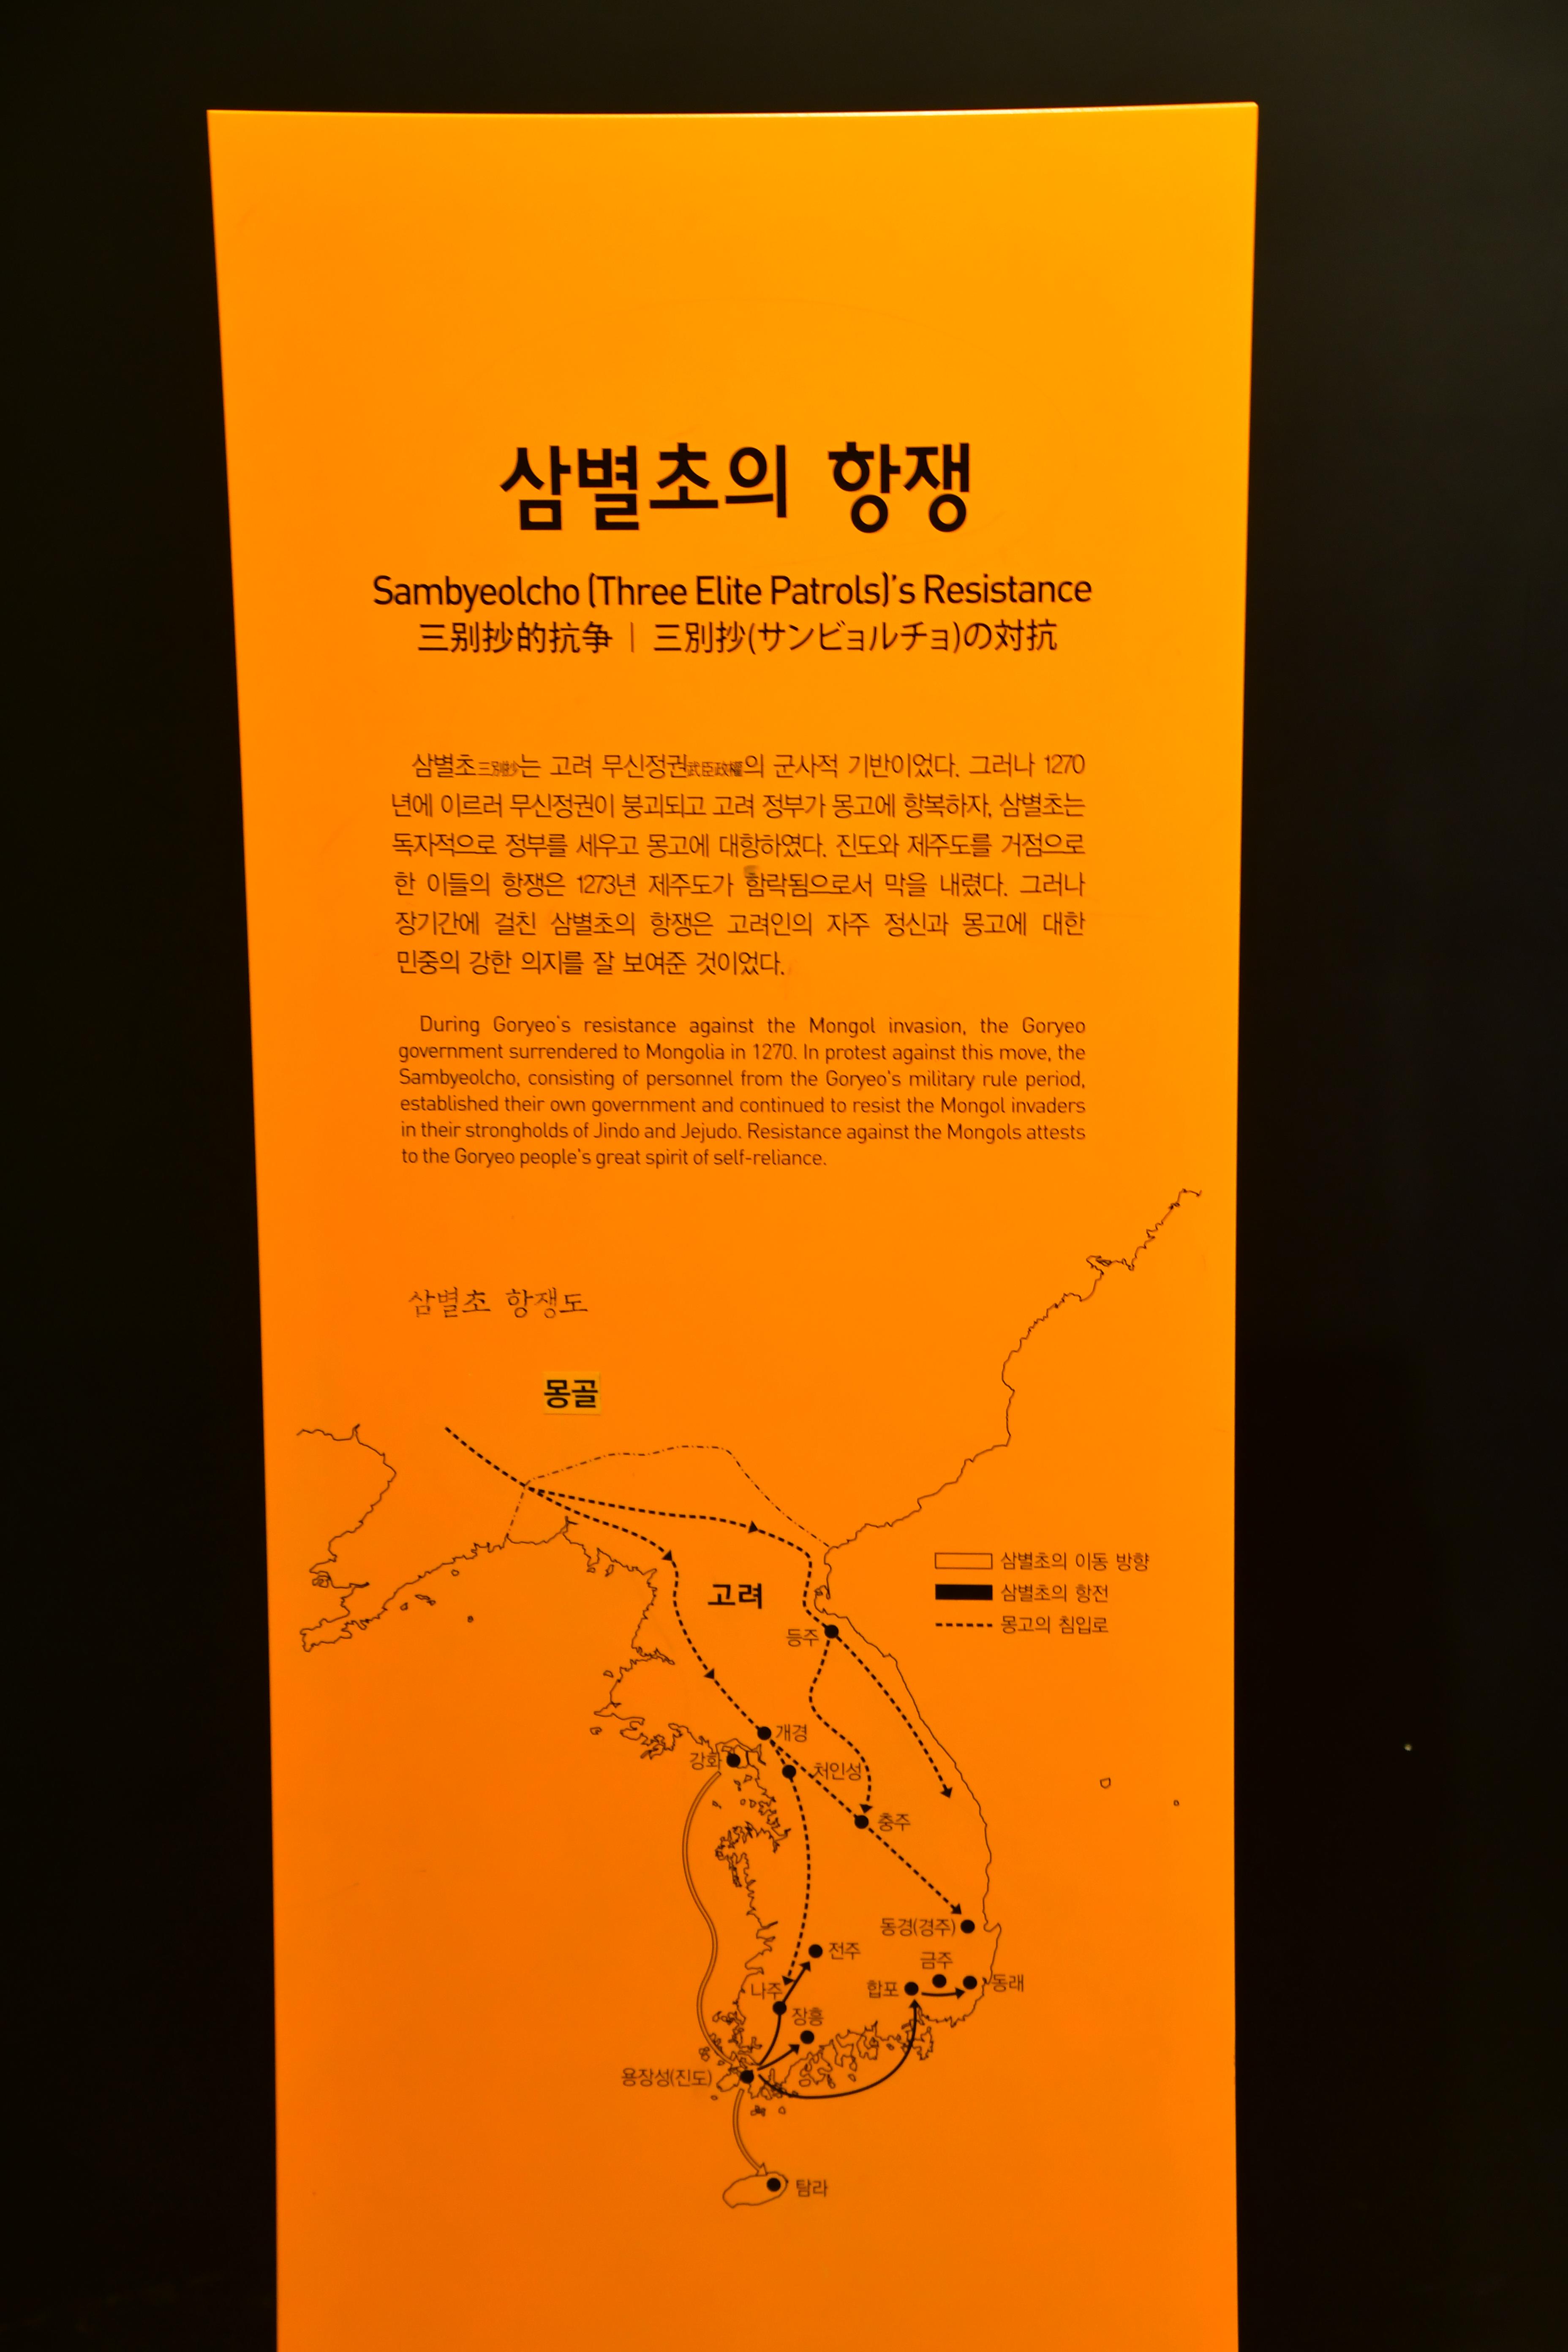 삼별초의 항쟁
Sambyeolcho (Three Elite Patrols)'s Resistance
三别抄的抗争 | 三別抄(サンビョルチョ)の対抗
삼별초三別抄는 고려 무신정권武臣政權의 군사적 기반이었다. 그러나 1270
년에 이르러 무신정권이 붕괴되고 고려 정부가 몽고에 항복하자, 삼별초는
독자적으로 정부를 세우고 몽고에 대항하였다. 진도와 제주도를 거점으로
한 이들의 항쟁은 1273년 제주도가 함락됨으로서 막을 내렸다. 그러나
장기간에 걸친 삼별초의 항쟁은 고려인의 자주 정신과 몽고에 대한
민중의 강한 의지를 잘 보여준 것이었다.
During Goryeo's resistance against the Mongol invasion, the Goryeo
government surrendered to Mongolia in 1270. In protest against this move, the
Sambyeolcho, consisting of personnel from the Goryeo's military rule period,
established their own government and continued to resist the Mongol invaders
in their strongholds of Jindo and Jejudo. Resistance against the Mongols attests
to the Goryeo people's great spirit of self-reliance.
삼별초 항쟁도
몽골
삼별초의 이동 방향
삼별초의 항전
몽고의 침입로
고려
등주
개경
강화
처인성
충주
동경(경주)
전주
금주
나주
합포
동래
장흥
용장성(진도)
탐라